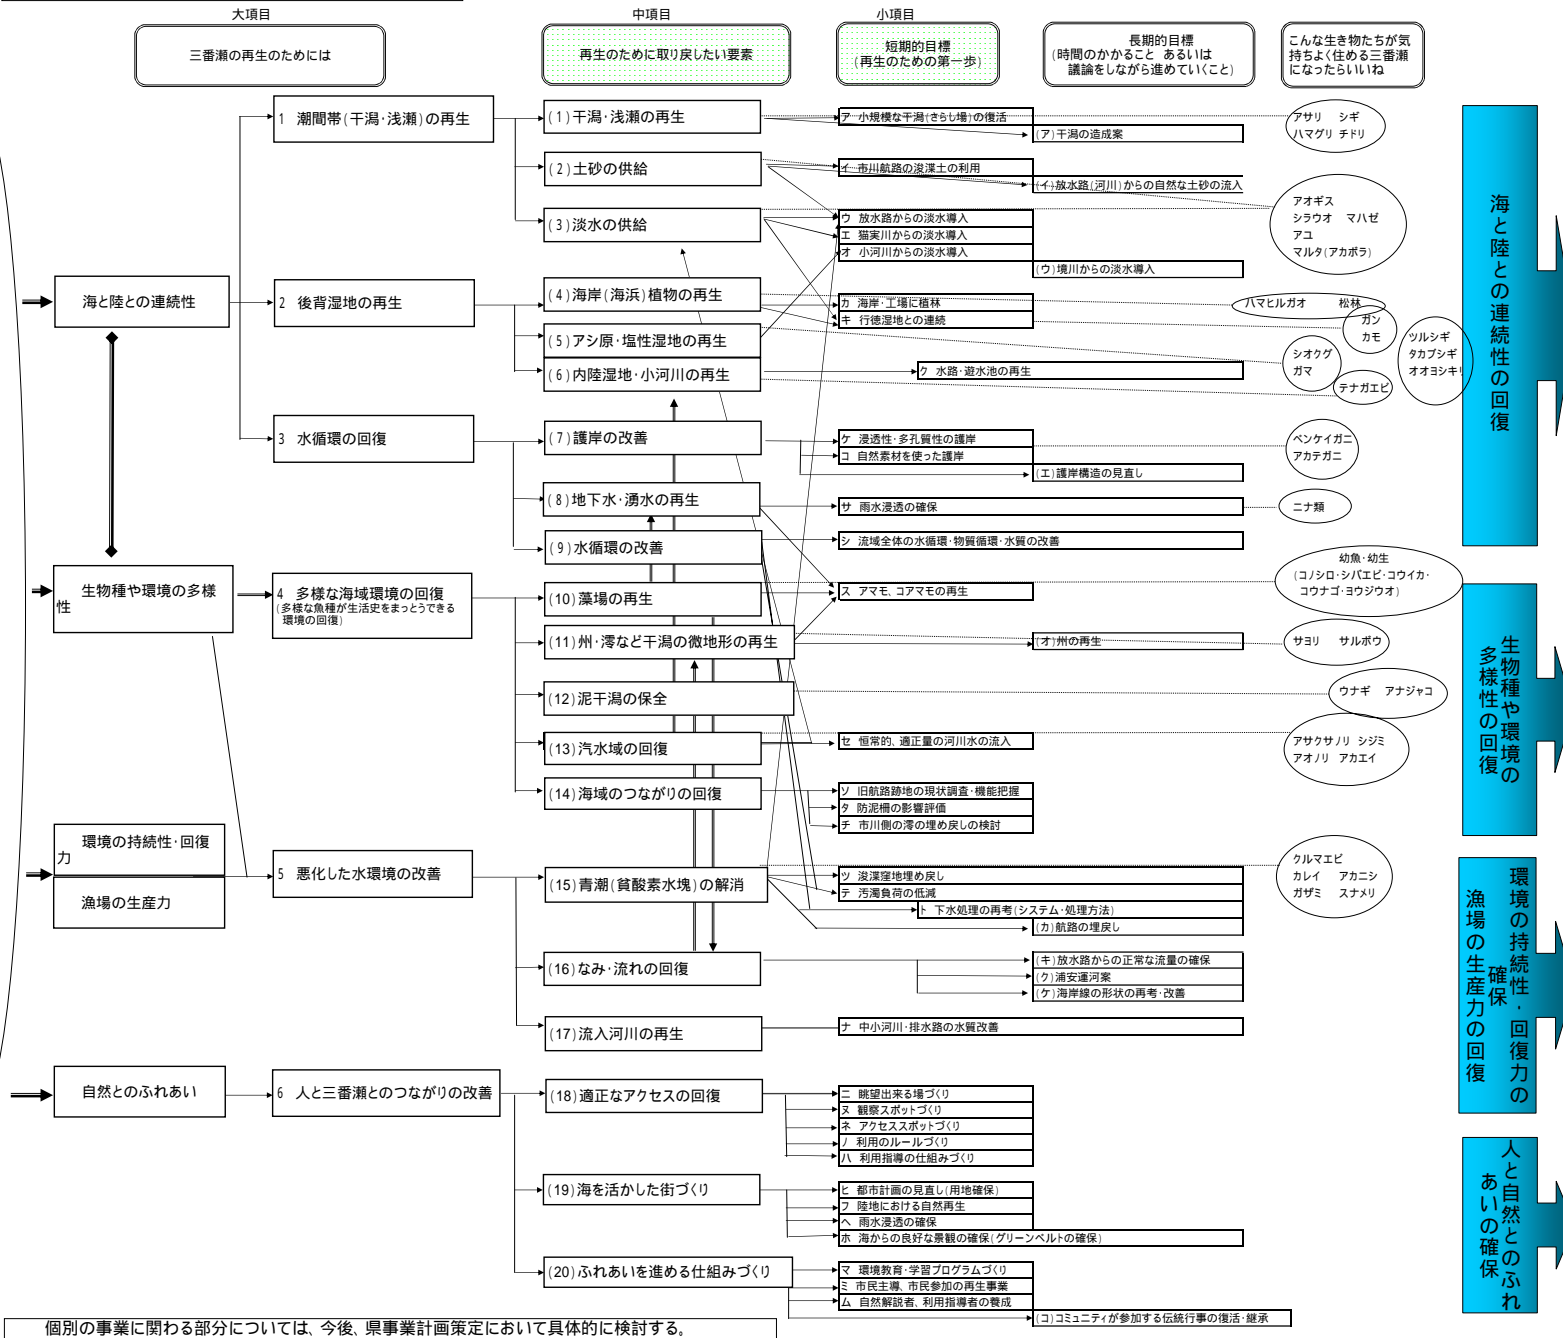 大項目
中項目
小項目
三番瀬の再生のためには
再生のために取り戻したい要素
短期的目標
(再生のための第一歩)
長期的目標
(時間のかかること あるいは
議論をしながら進めていくこと)
こんな生き物たちが気
持ちよく住める三番瀬
になったらいいね
海と陸との連続性
生物種や環境の多様
性
環境の持続性・回復
力
漁場の生産力
自然とのふれあい
1 潮間帯(干潟・浅瀬)の再生
2 後背湿地の再生
3 水循環の回復
4 多様な海域環境の回復
(多様な魚種が生活史をまっとうできる
環境の回復)
5 悪化した水環境の改善
6 人と三番瀬とのつながりの改善
(1)干潟・浅瀬の再生
(2)土砂の供給
(3)淡水の供給
(4)海岸(海浜)植物の再生
(5)アシ原・塩性湿地の再生
(6)内陸湿地・小河川の再生
(7)護岸の改善
(8)地下水・湧水の再生
(9)水循環の改善
(10)藻場の再生
(11)州・澪など干潟の微地形の再生
(12)泥干潟の保全
(13)汽水域の回復
(14)海域のつながりの回復
(15)青潮(貧酸素水塊)の解消
(16)なみ・流れの回復
(17)流入河川の再生
(18)適正なアクセスの回復
(19)海を活かした街づくり
(20)ふれあいを進める仕組みづくり
ア 小規模な干潟(さらし場)の復活
(ア)干潟の造成案
イ 市川航路の浚渫土の利用
(イ)放水路(河川)からの自然な土砂の流入
ウ 放水路からの淡水導入
エ 猫実川からの淡水導入
オ 小河川からの淡水導入
(ウ)境川からの淡水導入
カ 海岸・工場に植林
キ 行徳湿地との連続
ク 水路・遊水池の再生
ケ 浸透性・多孔質性の護岸
コ 自然素材を使った護岸
(エ)護岸構造の見直し
サ 雨水浸透の確保
シ 流域全体の水循環・物質循環・水質の改善
ス アマモ、コアマモの再生
(オ)州の再生
セ 恒常的、適正量の河川水の流入
ソ 旧航路跡地の現状調査・機能把握
タ 防泥柵の影響評価
チ 市川側の澪の埋め戻しの検討
ツ 浚渫窪地埋め戻し
テ 汚濁負荷の低減
ト 下水処理の再考(システム・処理方法)
(カ)航路の埋戻し
(キ)放水路からの正常な流量の確保
(ク)浦安運河案
(ケ)海岸線の形状の再考・改善
ナ 中小河川・排水路の水質改善
ニ 眺望出来る場づくり
ヌ 観察スポットづくり
ネ アクセススポットづくり
ノ 利用のルールづくり
ハ 利用指導の仕組みづくり
ヒ 都市計画の見直し(用地確保)
フ 陸地における自然再生
ヘ 雨水浸透の確保
ホ 海からの良好な景観の確保(グリーンベルトの確保)
マ 環境教育・学習プログラムづくり
ミ 市民主導、市民参加の再生事業
ム 自然解説者、利用指導者の養成
(コ)コミュニティが参加する伝統行事の復活・継承
アサリ シギ
ハマグリ チドリ
アオギス
シラウオ マハゼ
アユ
マルタ(アカボラ)
ハマヒルガオ 松林
ガン
カモ
シオクグ
ガマ
ツルシギ
タカブシギ
オオヨシキリ
テナガエビ
ベンケイガニ
アカテガニ
ニナ類
幼魚・幼生
(コノシロ・シバエビ・コウイカ・
コウナゴ・ヨウジウオ)
サヨリ サルボウ
ウナギ アナジャコ
アサクサノリ シジミ
アオノリ アカエイ
クルマエビ
カレイ アカニシ
ガザミ スナメリ
海と陸との連続性の回復
生物種や環境の
多様性の回復
環境の持続性・回復力の
確保
漁場の生産力の回復
人と自然とのふれ
あいの確保
個別の事業に関わる部分については、今後、県事業計画策定において具体的に検討する。